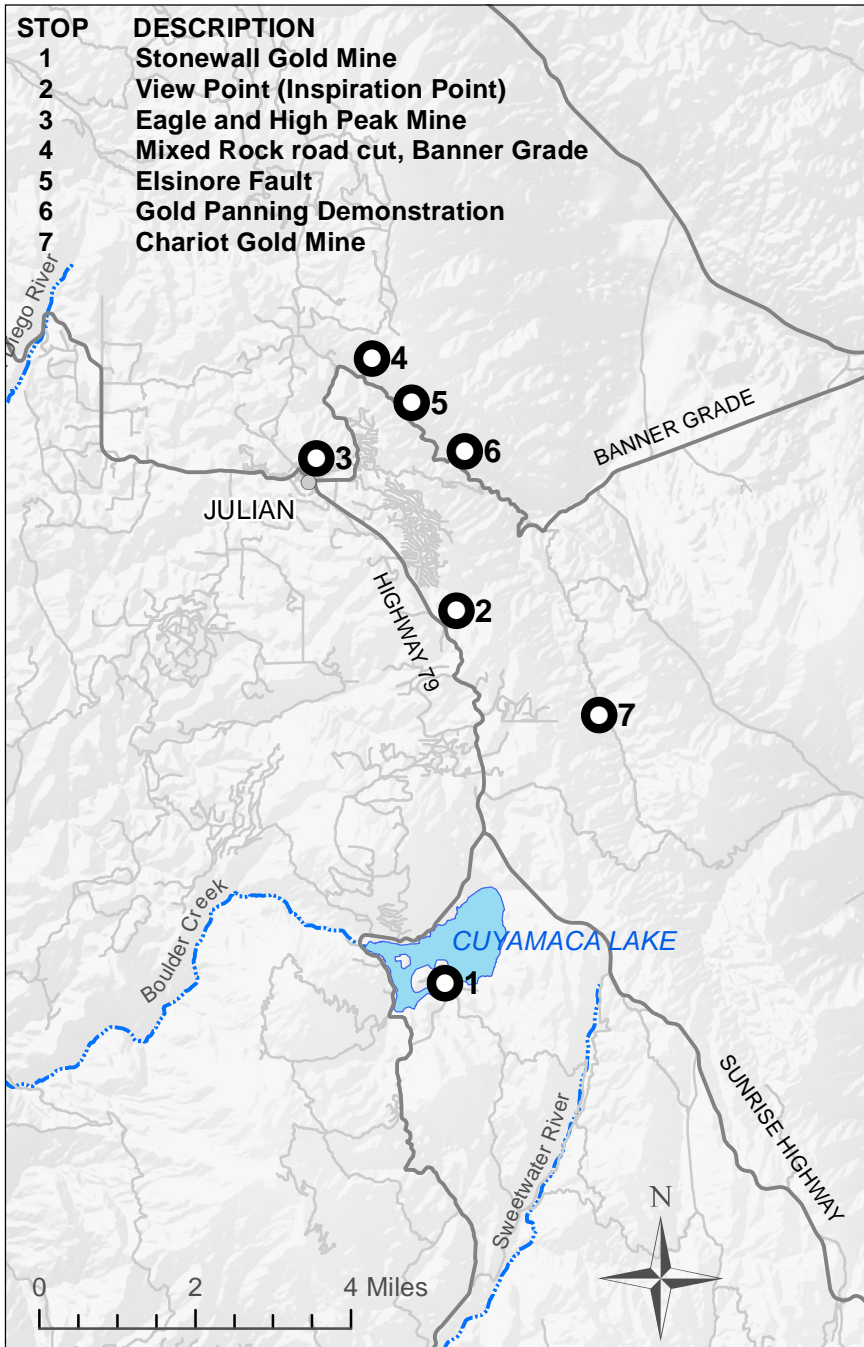 STOP DESCRIPTION
1 Stonewall Gold Mine
2 View Point (Inspiration Point)
3 Eagle and High Peak Mine
4 Mixed Rock road cut, Banner Grade
5 Elsinore Fault
6 Gold Panning Demonstration
7 Chariot Gold Mine
Diego River
4
5
6
BANNER GRADE
3
JULIAN
HIGHWAY 79
2
7
Boulder Creek
CUYAMACA LAKE
1
Sweetwater River
SUNRISE HIGHWAY
N
0 2 4 Miles